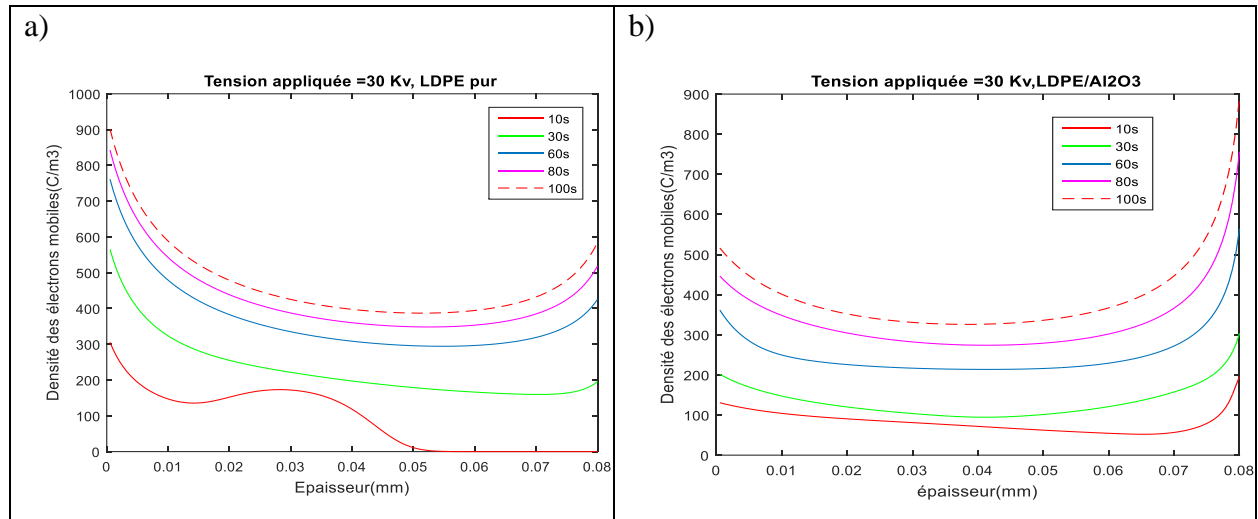 a)
Tension appliquée =30 Kv, LDPE pur
1000
900
800
700
600
500
400
300
200
100
0
Densité des électrons mobiles(C/m3)
10s
30s
60s
80s
100s
0 0.01 0.02 0.03 0.04 0.05 0.06 0.07 0.08
Epaisseur(mm)
b)
Tension appliquée =30 Kv,LDPE/Al2O3
900
800
700
600
500
400
300
200
100
0
Densité des électrons mobiles(C/m3)
10s
30s
60s
80s
100s
0 0.01 0.02 0.03 0.04 0.05 0.06 0.07 0.08
épaisseur(mm)